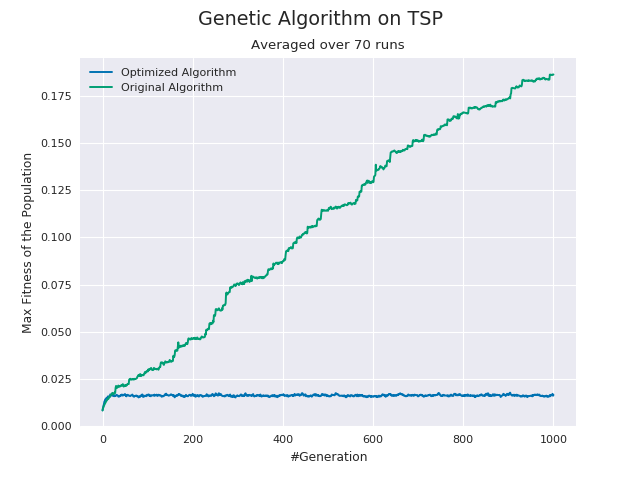 Genetic Algorithm on TSP
Averaged over 70 runs
Optimized Algorithm
Original Algorithm
Max Fitness of the Population
0.175
0.150
0.125
0.100
0.075
0.050
0.025
0.000
0 200 400 600 800 1000
#Generation